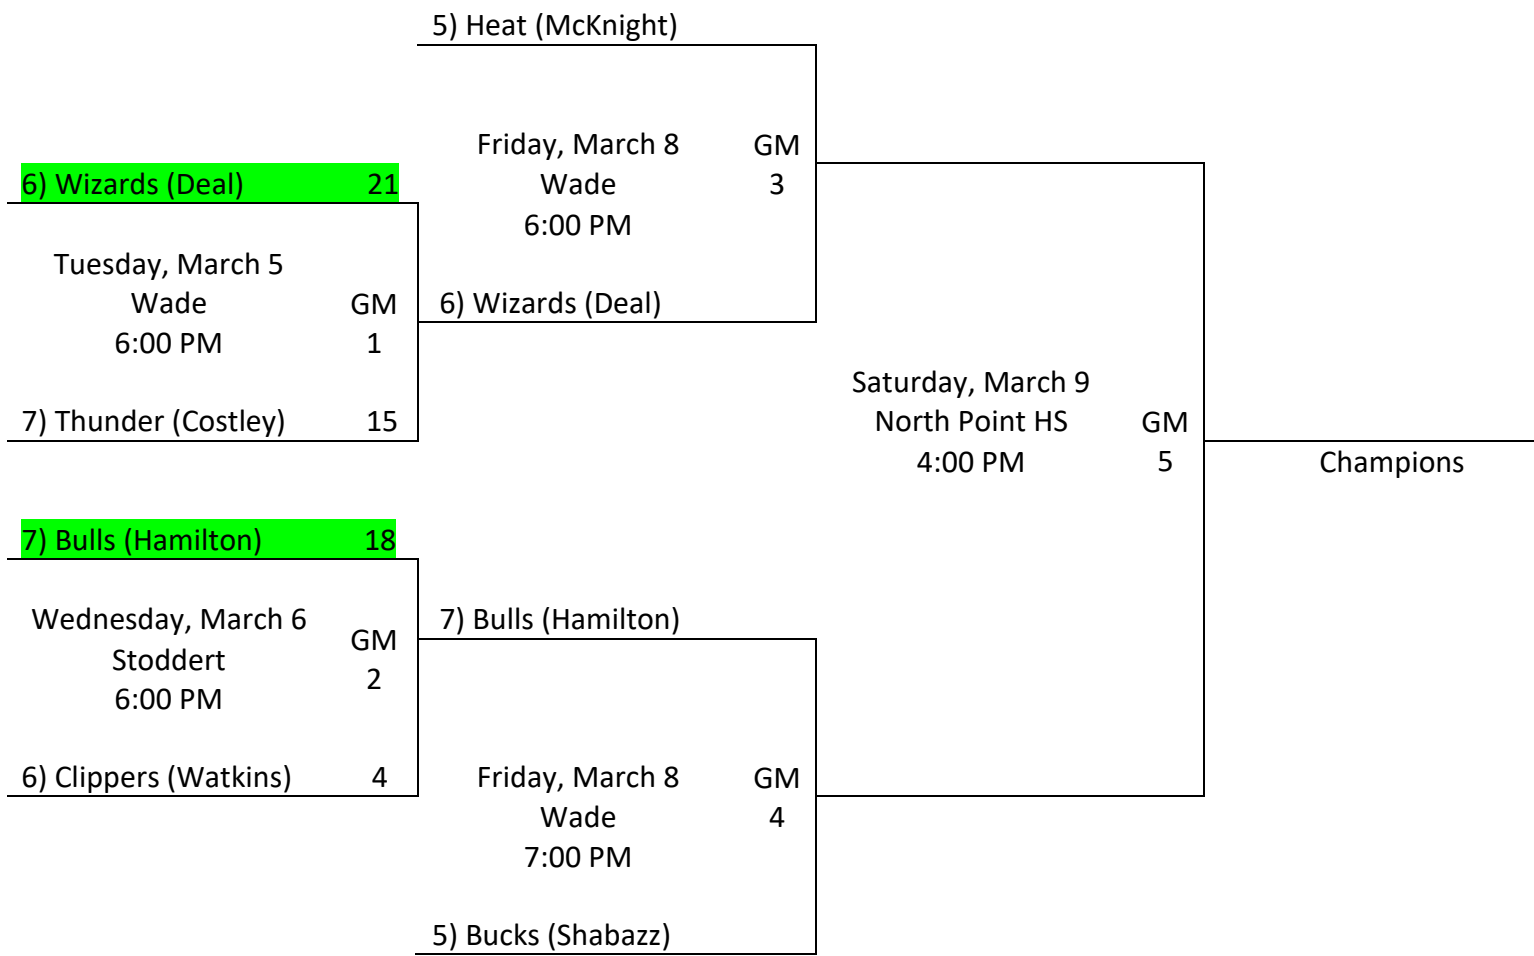 5) Heat (McKnight)
Friday, March 8 GM
Wade 3
6:00 PM
6) Wizards (Deal) 21
Tuesday, March 5
Wade GM
6:00 PM 1
6) Wizards (Deal)
7) Thunder (Costley) 15
Saturday, March 9
North Point HS GM
4:00 PM 5
Champions
7) Bulls (Hamilton) 18
Wednesday, March 6 GM
Stoddert 2
6:00 PM
7) Bulls (Hamilton)
6) Clippers (Watkins) 4
Friday, March 8 GM
Wade 4
7:00 PM
5) Bucks (Shabazz)